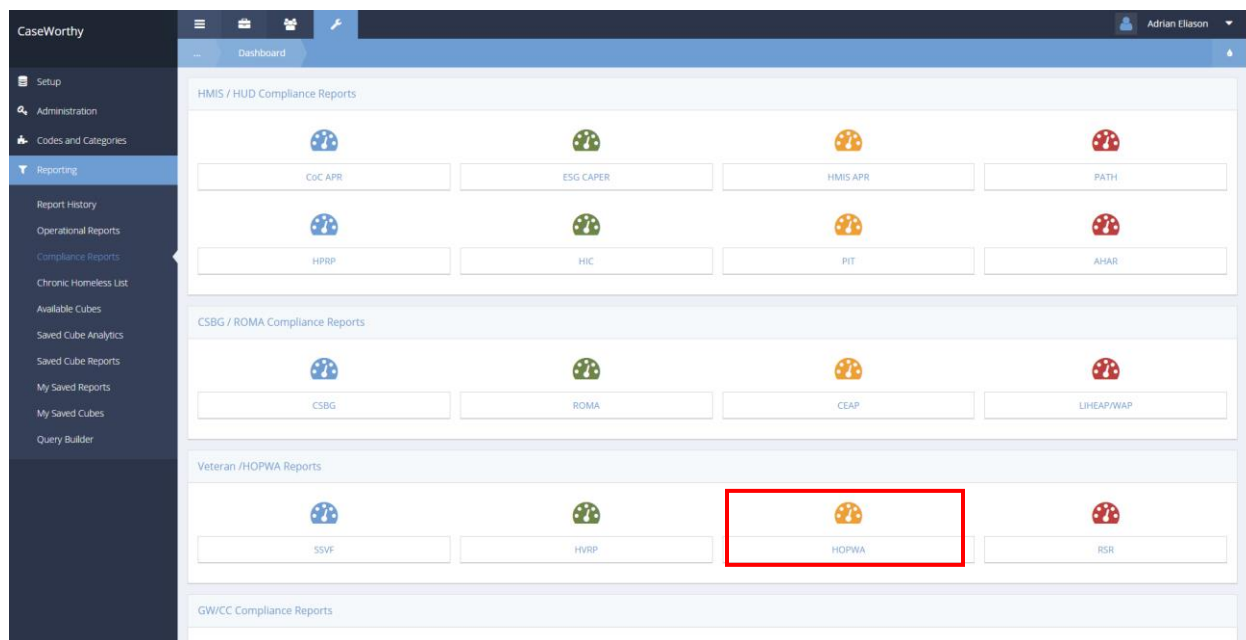 CaseWorthy
Adrian Eliason
... Dashboard
Setup
Administration
Codes and Categories
Reporting
Report History
Operational Reports
Compliance Reports
Chronic Homeless List
Available Cubes
Saved Cube Analytics
Saved Cube Reports
My Saved Reports
My Saved Cubes
Query Builder
HMIS / HUD Compliance Reports
CoC APR ESG CAPER HMIS APR PATH
HPRP HIC PIT AHAR
CSBG / ROMA Compliance Reports
CSBG ROMA CEAP LIHEAP/WAP
Veteran /HOPWA Reports
SSVF HVRP HOPWA RSR
GW/CC Compliance Reports